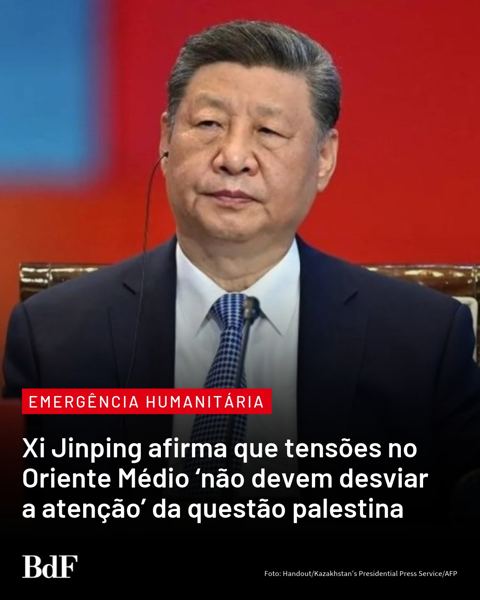 EMERGÊNCIA HUMANITÁRIA
Xi Jinping afirma que tensões no
Oriente Médio ‘não devem desviar
a atenção’ da questão palestina
BdF
Foto: Handout/Kazakhstan's Presidential Press Service/AFP